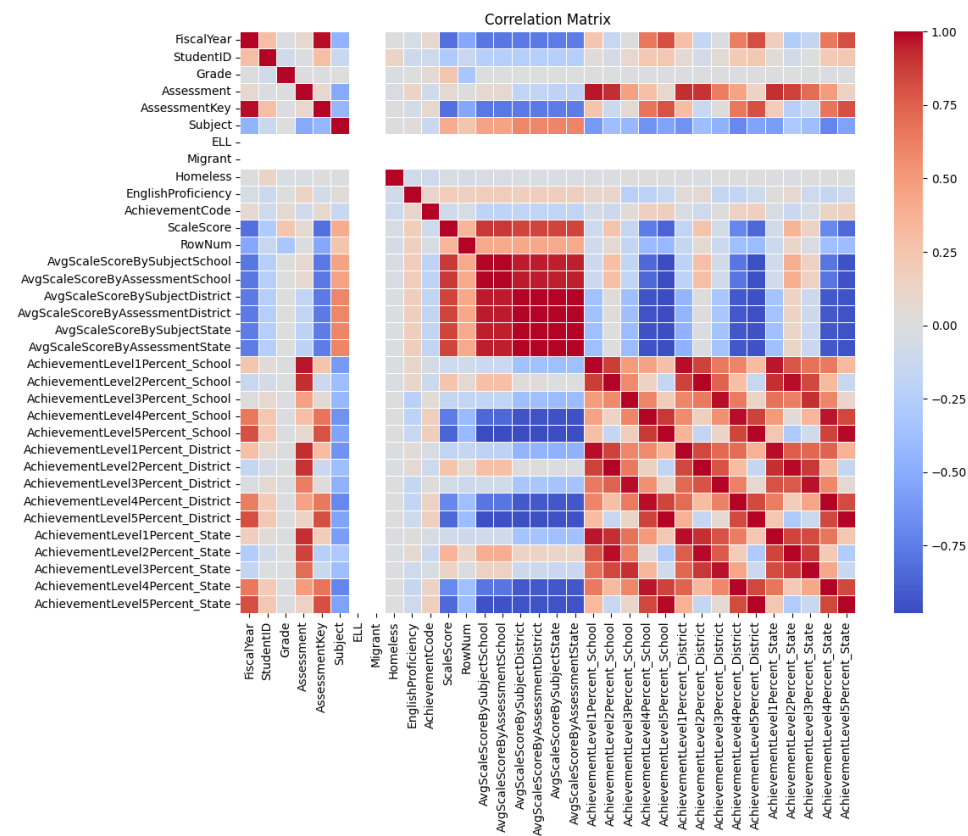 Correlation Matrix
FiscalYear
StudentID
Grade
Assessment
AssessmentKey
Subject
ELL
Migrant
Homeless
EnglishProficiency
AchievementCode
ScaleScore
RowNum
AvgScaleScoreBySubjectSchool
AvgScaleScoreByAssessmentSchool
AvgScaleScoreBySubjectDistrict
AvgScaleScoreByAssessmentDistrict
AvgScaleScoreBySubjectState
AvgScaleScoreByAssessmentState
AchievementLevel1Percent_School
AchievementLevel2Percent_School
AchievementLevel3Percent_School
AchievementLevel4Percent_School
AchievementLevel5Percent_School
AchievementLevel1Percent_District
AchievementLevel2Percent_District
AchievementLevel3Percent_District
AchievementLevel4Percent_District
AchievementLevel5Percent_District
AchievementLevel1Percent_State
AchievementLevel2Percent_State
AchievementLevel3Percent_State
AchievementLevel4Percent_State
AchievementLevel5Percent_State
FiscalYear
StudentID
Grade
Assessment
AssessmentKey
Subject
ELL
Migrant
Homeless
EnglishProficiency
AchievementCode
ScaleScore
RowNum
AvgScaleScoreBySubjectSchool
AvgScaleScoreByAssessmentSchool
AvgScaleScoreBySubjectDistrict
AvgScaleScoreByAssessmentDistrict
AvgScaleScoreBySubjectState
AvgScaleScoreByAssessmentState
AchievementLevel1Percent_School
AchievementLevel2Percent_School
AchievementLevel3Percent_School
AchievementLevel4Percent_School
AchievementLevel5Percent_School
AchievementLevel1Percent_District
AchievementLevel2Percent_District
AchievementLevel3Percent_District
AchievementLevel4Percent_District
AchievementLevel5Percent_District
AchievementLevel1Percent_State
AchievementLevel2Percent_State
AchievementLevel3Percent_State
AchievementLevel4Percent_State
AchievementLevel5Percent_State
1.00
0.75
0.50
0.25
0.00
−0.25
−0.50
−0.75